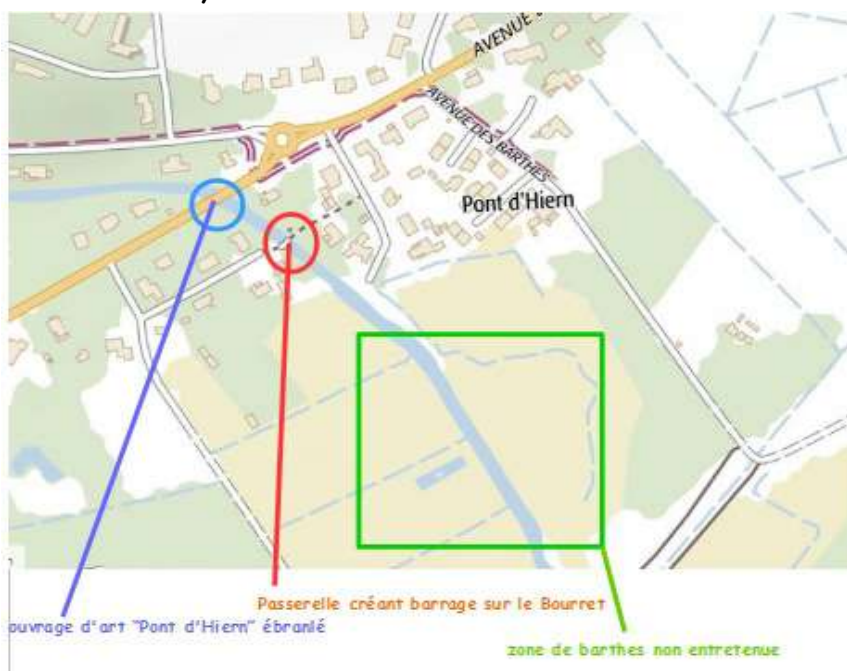 AVENUE
AVENUE DES BARTHES
Pont d'Hiern
Passerelle créant barrage sur le Bourret
ouvrage d'art "Pont d'Hiern" ébranlé
zone de barthes non entretenue